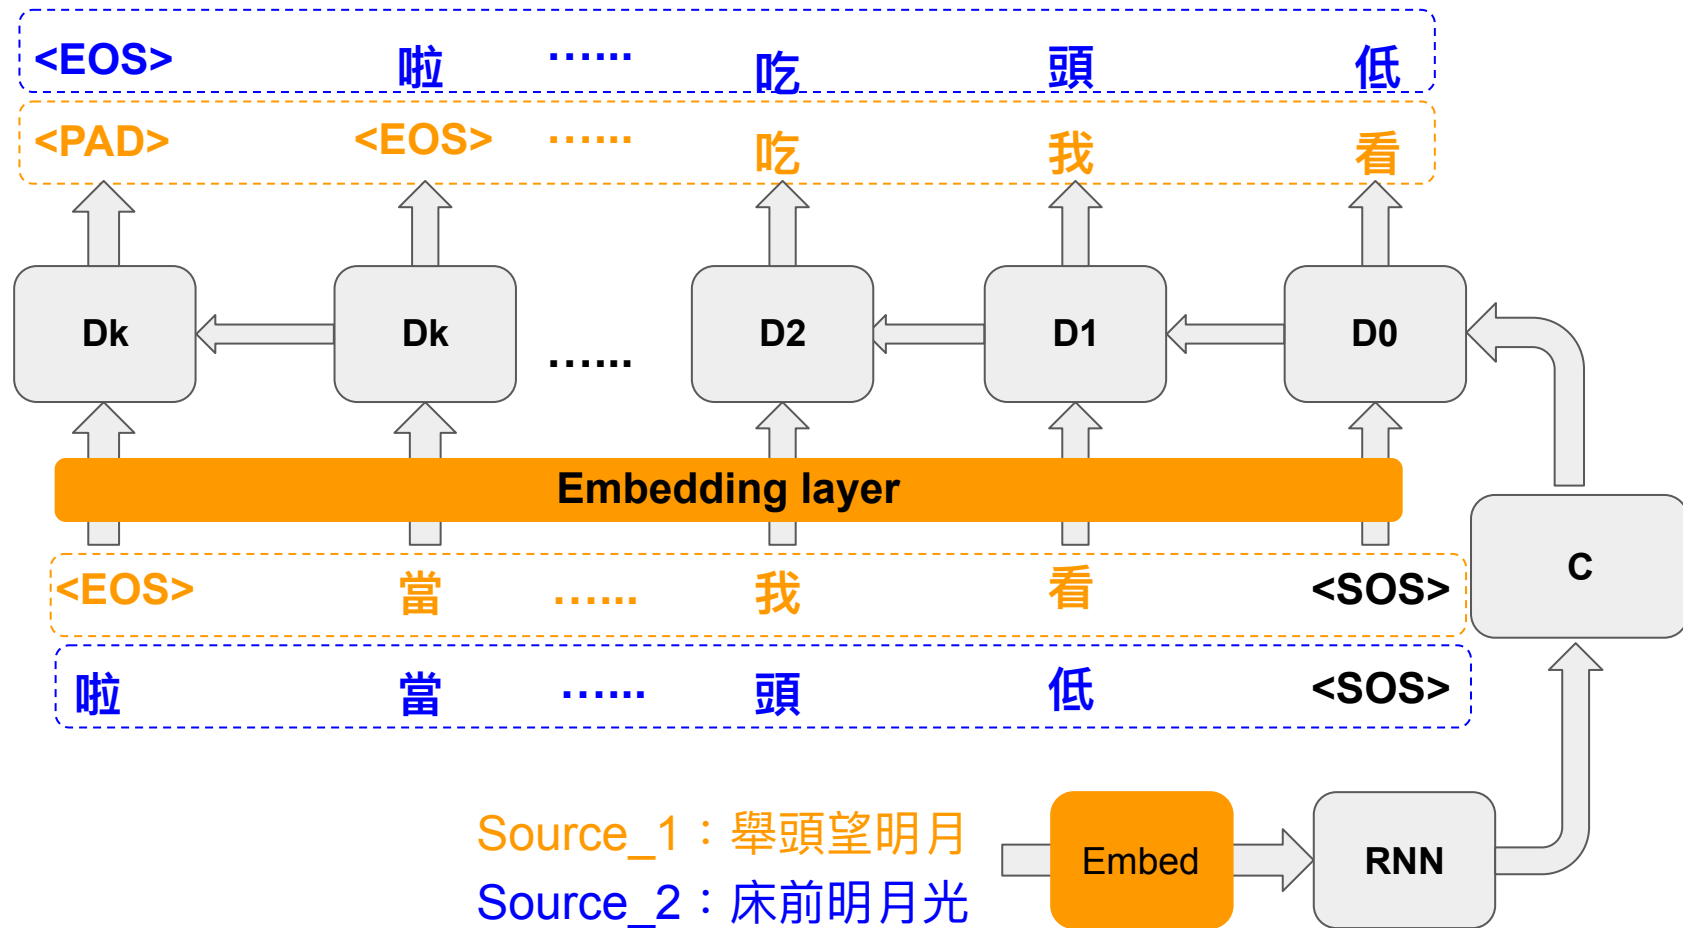 <EOS> 啦 ...... 吃 頭 低
<PAD> <EOS> ...... 吃 我 看
Dk Dk ...... D2 D1 D0
Embedding layer
<EOS> 當 ...... 我 看 <SOS>
C
啦 當 ...... 頭 低 <SOS>
Source_1：舉頭望明月
Source_2：床前明月光
Embed RNN